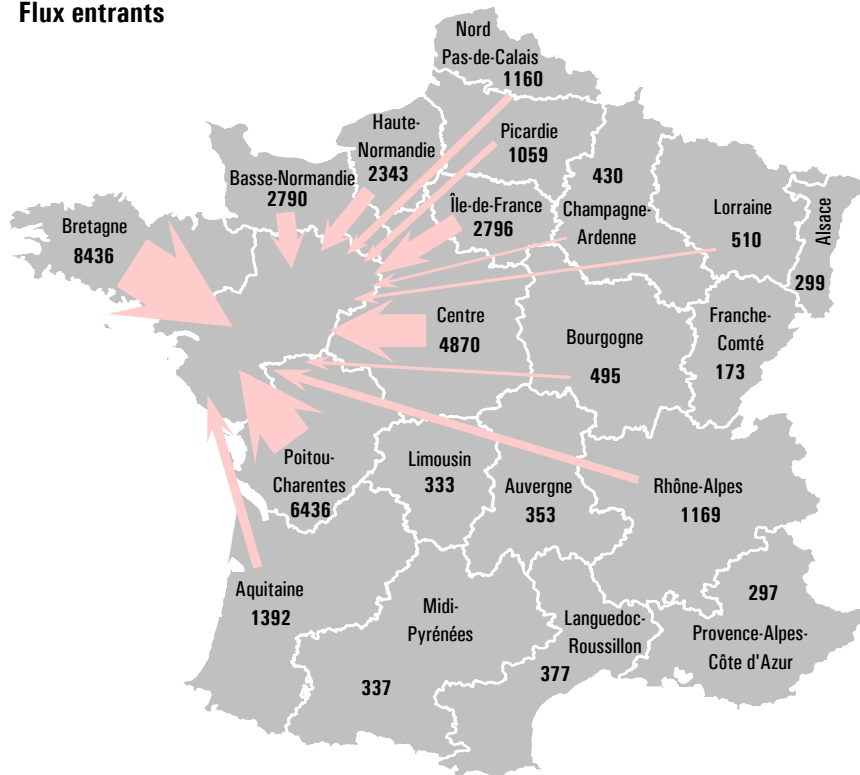 Flux entrants
Nord
Pas-de-Calais
1160
Haute-
Normandie
2343
Picardie
1059
Basse-Normandie
2790
Île-de-France
2796
430
Champagne-
Ardenne
Lorraine
510
Alsace
299
Bretagne
8436
Centre
4870
Bourgogne
495
Franche-
Comté
173
Poitou-
Charentes
6436
Limousin
333
Auvergne
353
Rhône-Alpes
1169
Aquitaine
1392
Midi-
Pyrénées
337
Languedoc-
Roussillon
377
297
Provence-Alpes-
Côte d'Azur